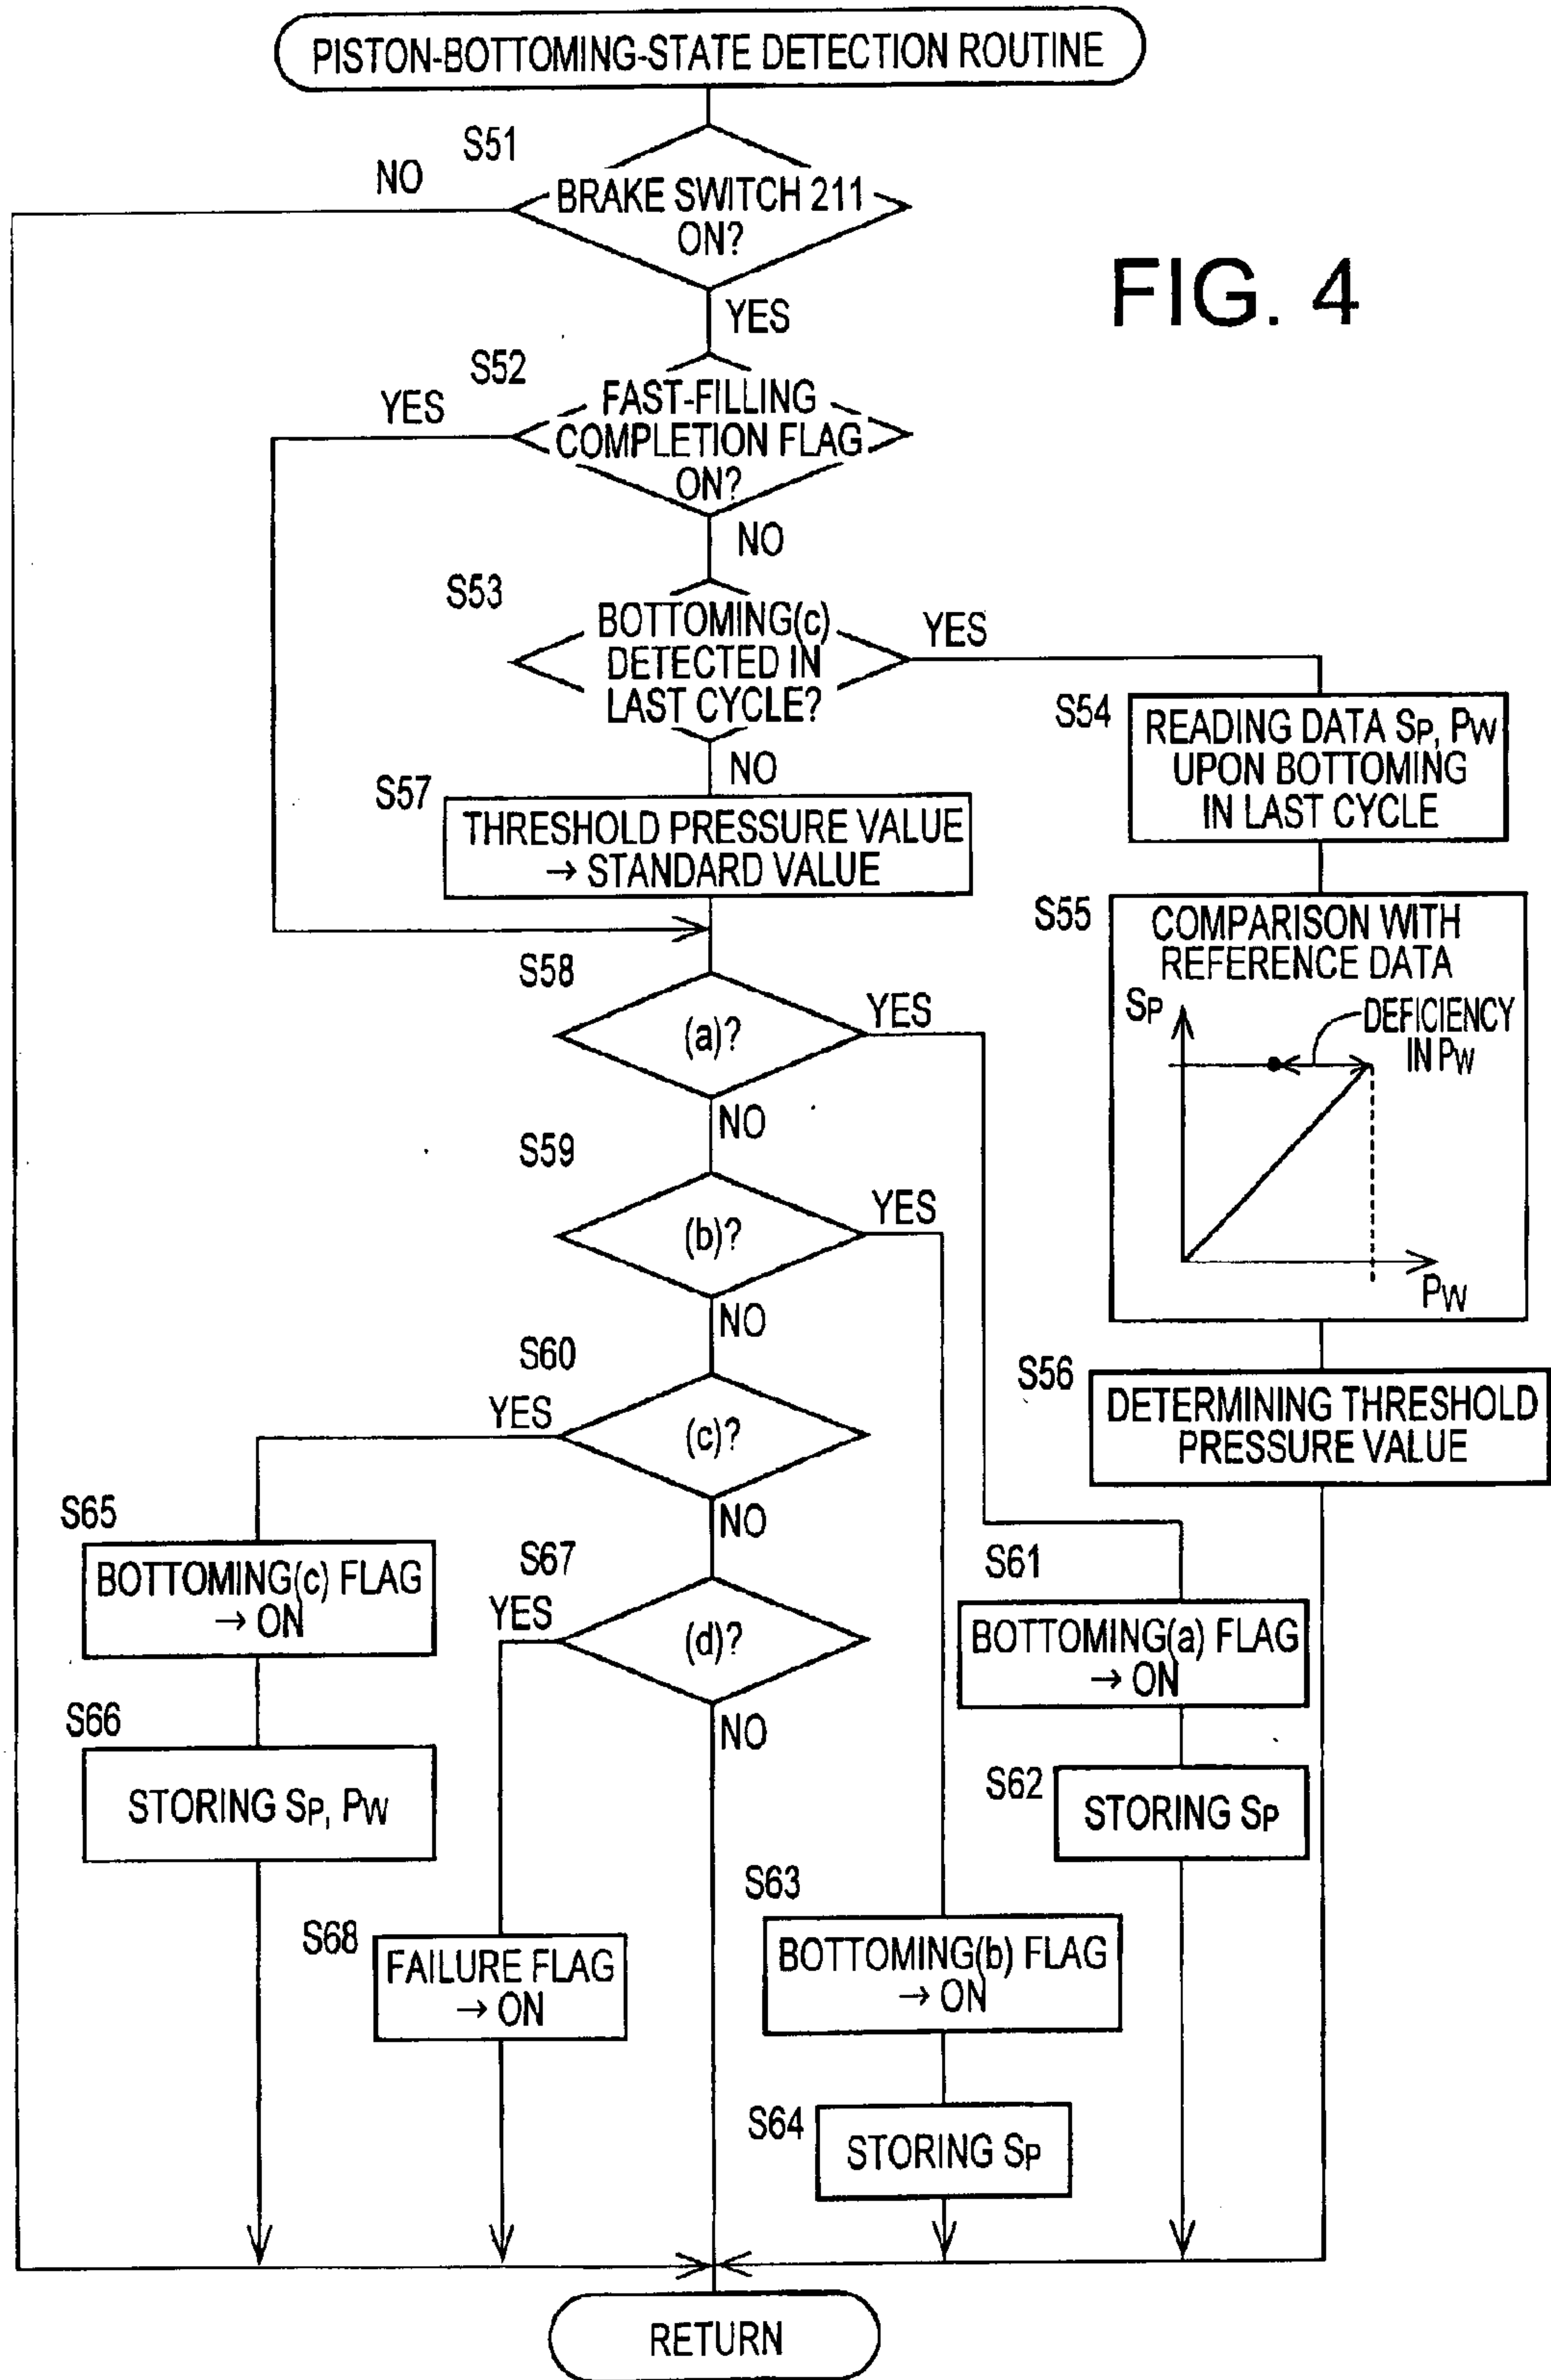 PISTON-BOTTOMING-STATE DETECTION ROUTINE
S51
NO
BRAKE SWITCH 211
ON?
FIG. 4
YES
S52
YES
FAST-FILLING
COMPLETION FLAG
ON?
NO
S53
BOTTOMING(c)
DETECTED IN
LAST CYCLE?
YES
S54
READING DATA SP, PW
UPON BOTTOMING
IN LAST CYCLE
NO
S57
THRESHOLD PRESSURE VALUE
→ STANDARD VALUE
S55
COMPARISON WITH
REFERENCE DATA
SP
DEFICIENCY
IN PW
PW
S58
(a)?
YES
NO
S59
(b)?
YES
NO
S56
DETERMINING THRESHOLD
PRESSURE VALUE
S60
YES
(c)?
NO
S65
BOTTOMING(c) FLAG
→ ON
S67
YES
(d)?
NO
S61
BOTTOMING(a) FLAG
→ ON
S66
STORING SP, PW
S62
STORING SP
S63
BOTTOMING(b) FLAG
→ ON
S68
FAILURE FLAG
→ ON
S64
STORING SP
RETURN